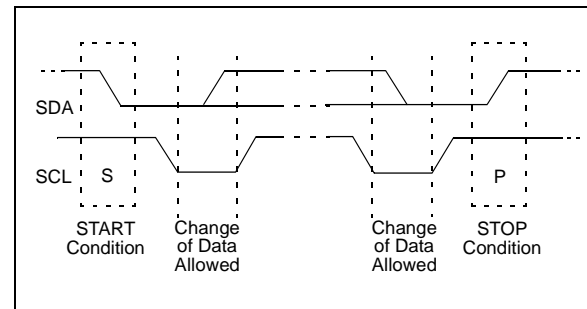 SDA
SCL
S
P
START
Condition
Change
of Data
Allowed
Change
of Data
Allowed
STOP
Condition